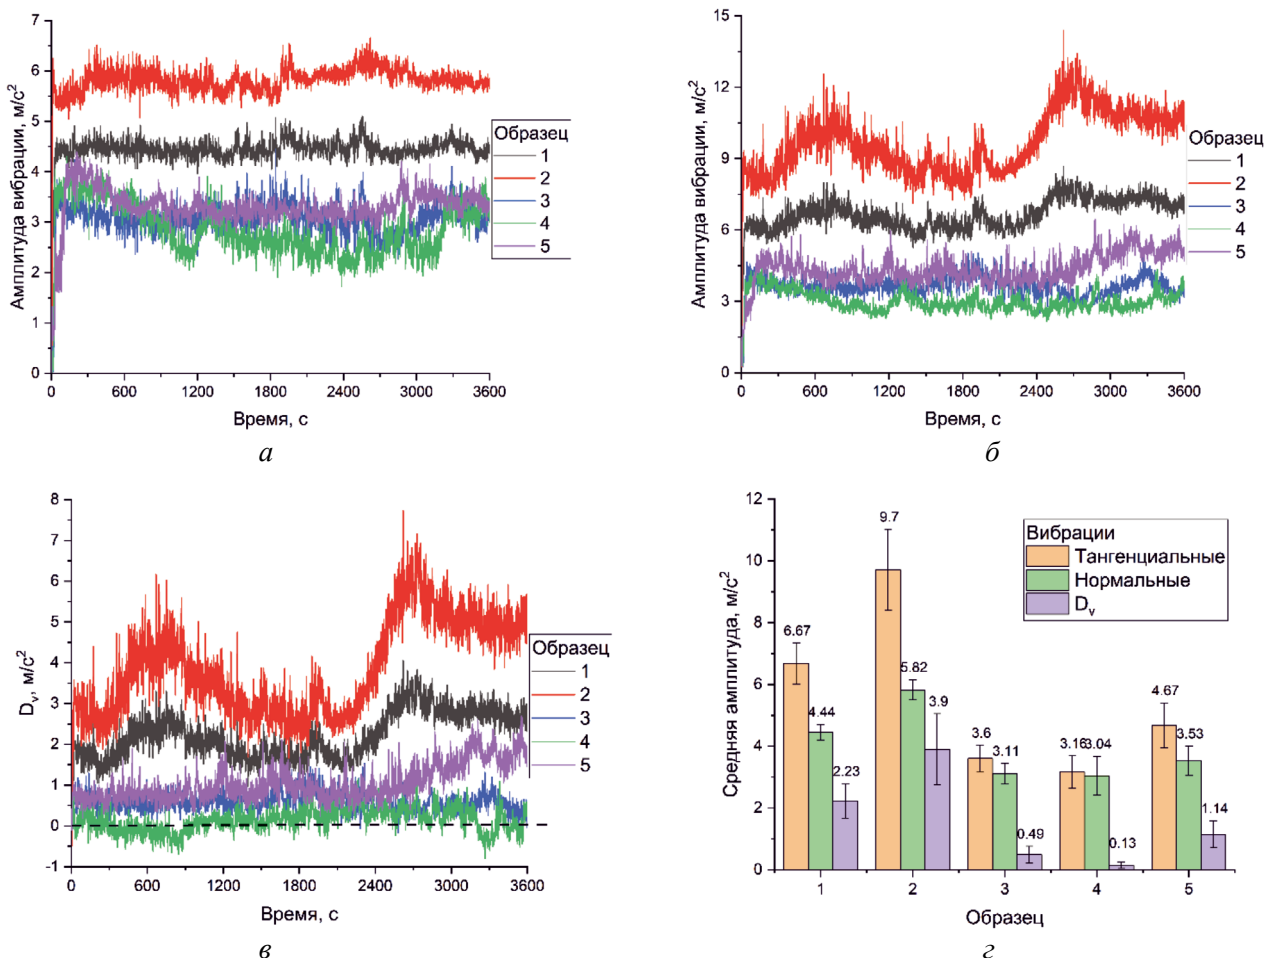 7
6
5
4
3
2
1
0
Амплитуда вибрации, м/с²
0 600 1200 1800 2400 3000 3600
Время, с
Образец
1
2
3
4
5
а
15
12
9
6
3
0
Амплитуда вибрации, м/с²
0 600 1200 1800 2400 3000 3600
Время, с
Образец
1
2
3
4
5
б
8
7
6
5
4
3
2
1
0
-1
Dᵥ, м/с²
0 600 1200 1800 2400 3000 3600
Время, с
Образец
1
2
3
4
5
в
12
10
8
6
4
2
0
Средняя амплитуда, м/с²
Вибрации
Тангенциальные
Нормальные
Dᵥ
6.67 4.44 2.23
9.7 5.82 3.9
3.6 3.11 0.49
3.16 3.04 0.13
4.67 3.53 1.14
1 2 3 4 5
Образец
г